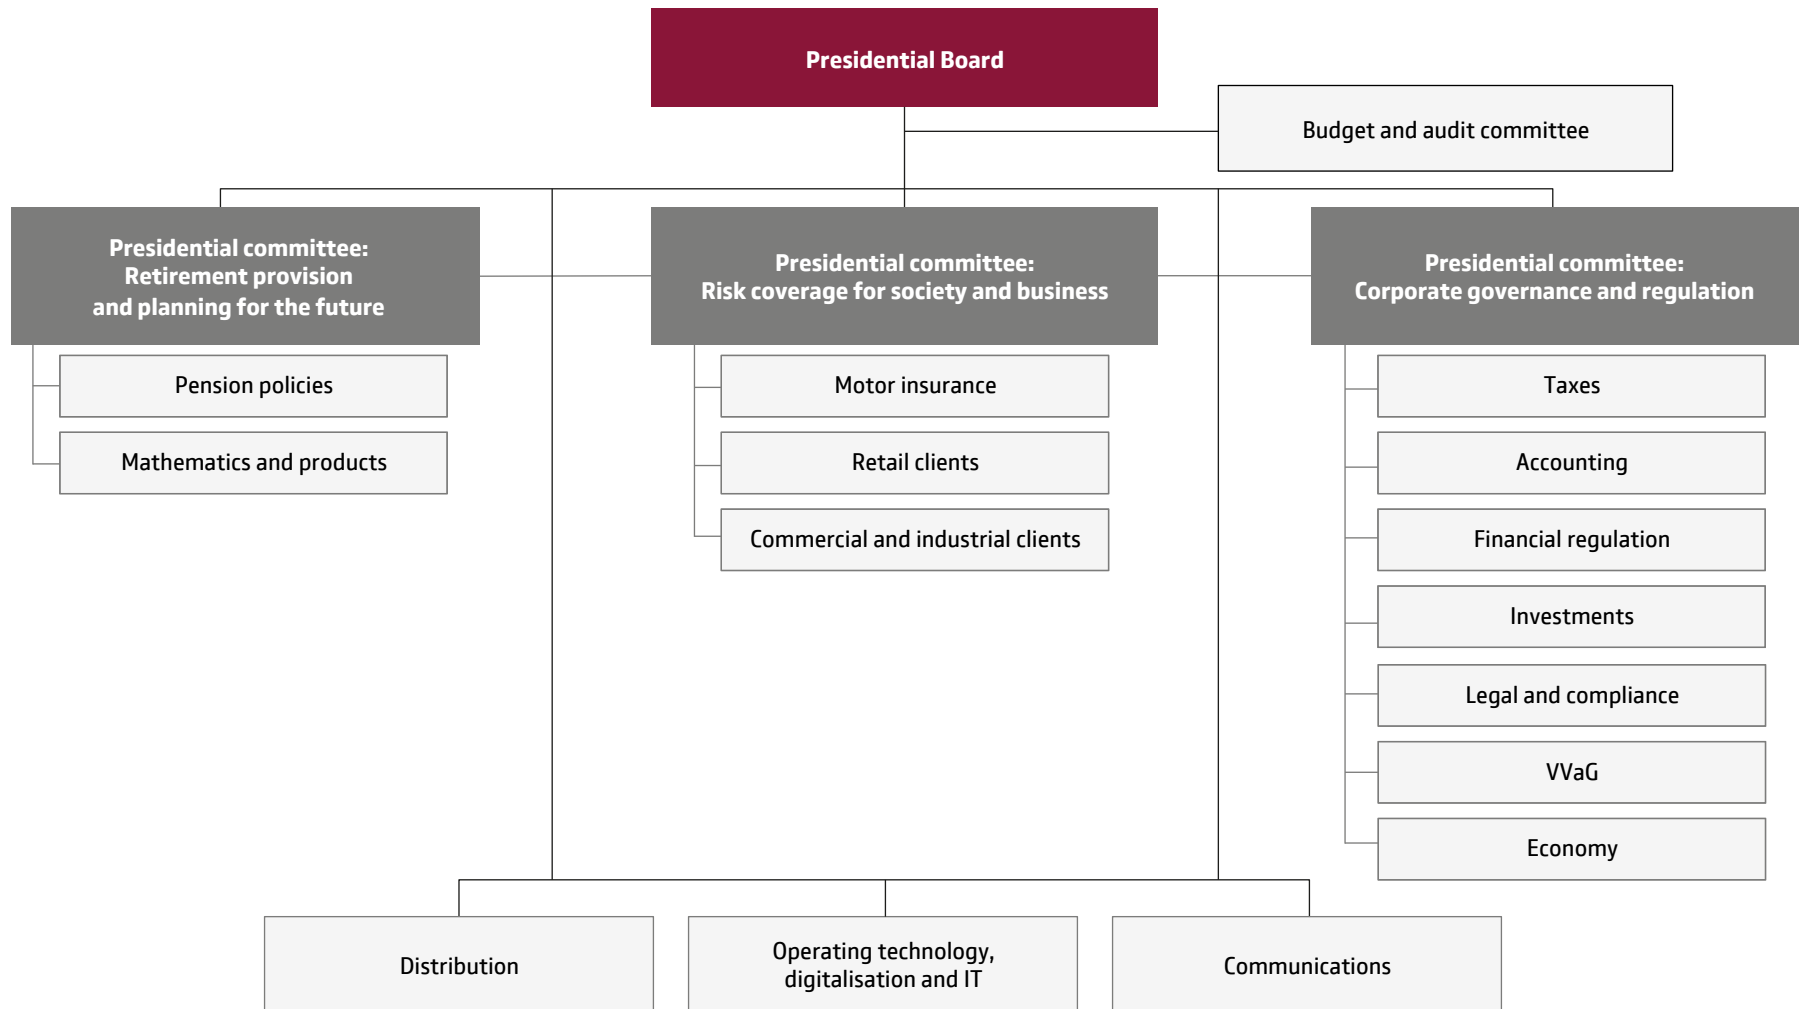 Presidential Board
Budget and audit committee
Presidential committee:
Retirement provision
and planning for the future
Pension policies
Mathematics and products
Presidential committee:
Risk coverage for society and business
Motor insurance
Retail clients
Commercial and industrial clients
Presidential committee:
Corporate governance and regulation
Taxes
Accounting
Financial regulation
Investments
Legal and compliance
VVaG
Economy
Distribution
Operating technology,
digitalisation and IT
Communications